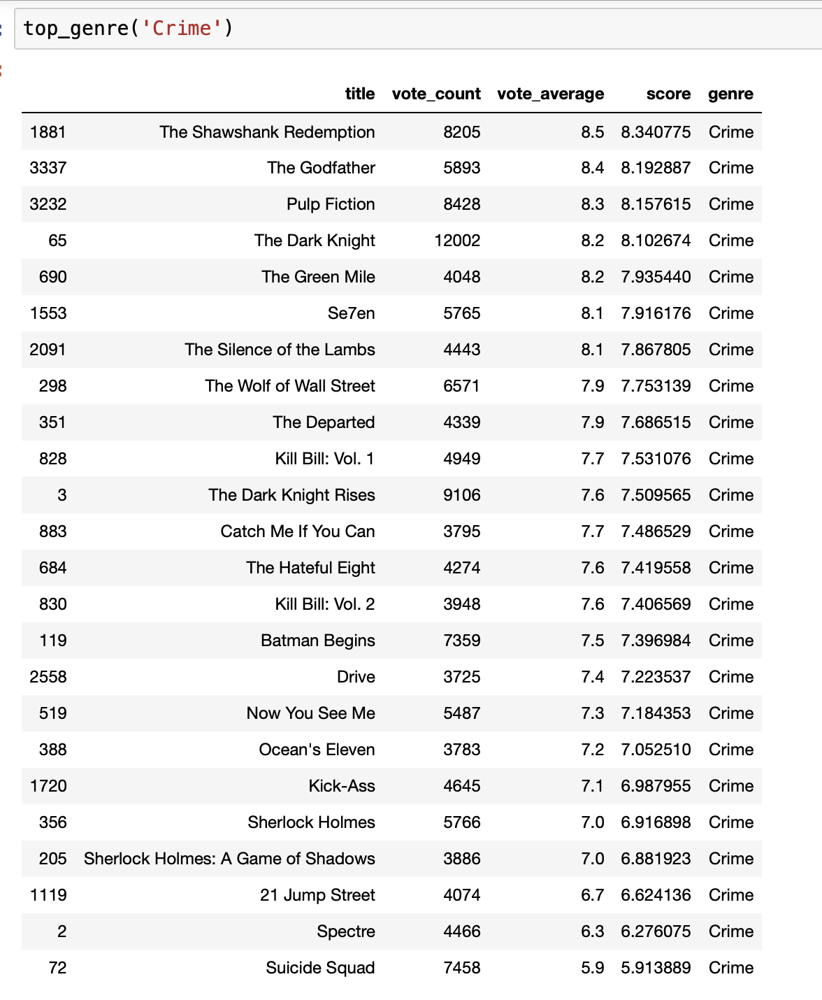 top_genre('Crime')
title vote_count vote_average score genre
1881 The Shawshank Redemption 8205 8.5 8.340775 Crime
3337 The Godfather 5893 8.4 8.192887 Crime
3232 Pulp Fiction 8428 8.3 8.157615 Crime
65 The Dark Knight 12002 8.2 8.102674 Crime
690 The Green Mile 4048 8.2 7.935440 Crime
1553 Se7en 5765 8.1 7.916176 Crime
2091 The Silence of the Lambs 4443 8.1 7.867805 Crime
298 The Wolf of Wall Street 6571 7.9 7.753139 Crime
351 The Departed 4339 7.9 7.686515 Crime
828 Kill Bill: Vol. 1 4949 7.7 7.531076 Crime
3 The Dark Knight Rises 9106 7.6 7.509565 Crime
883 Catch Me If You Can 3795 7.7 7.486529 Crime
684 The Hateful Eight 4274 7.6 7.419558 Crime
830 Kill Bill: Vol. 2 3948 7.6 7.406569 Crime
119 Batman Begins 7359 7.5 7.396984 Crime
2558 Drive 3725 7.4 7.223537 Crime
519 Now You See Me 5487 7.3 7.184353 Crime
388 Ocean's Eleven 3783 7.2 7.052510 Crime
1720 Kick-Ass 4645 7.1 6.987955 Crime
356 Sherlock Holmes 5766 7.0 6.916898 Crime
205 Sherlock Holmes: A Game of Shadows 3886 7.0 6.881923 Crime
1119 21 Jump Street 4074 6.7 6.624136 Crime
2 Spectre 4466 6.3 6.276075 Crime
72 Suicide Squad 7458 5.9 5.913889 Crime